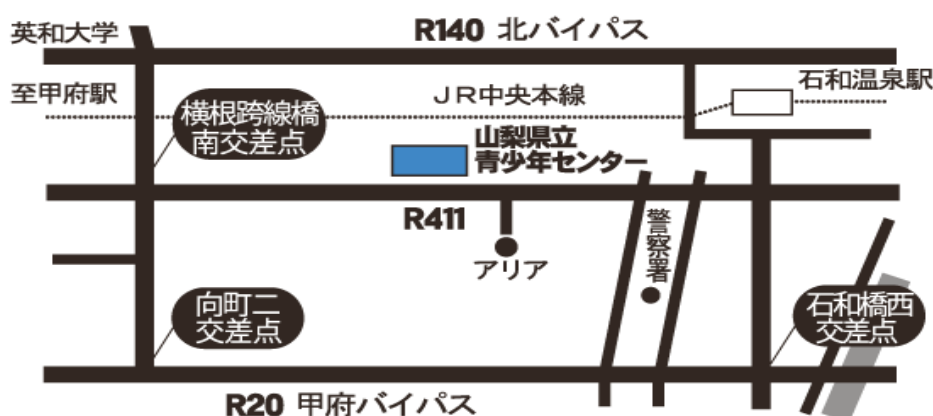 英和大学
R140 北バイパス
至甲府駅
JR中央本線
石和温泉駅
横根跨線橋
南交差点
山梨県立
青少年センター
R411
アリア
警察署
向町二
交差点
石和橋西
交差点
R20 甲府バイパス